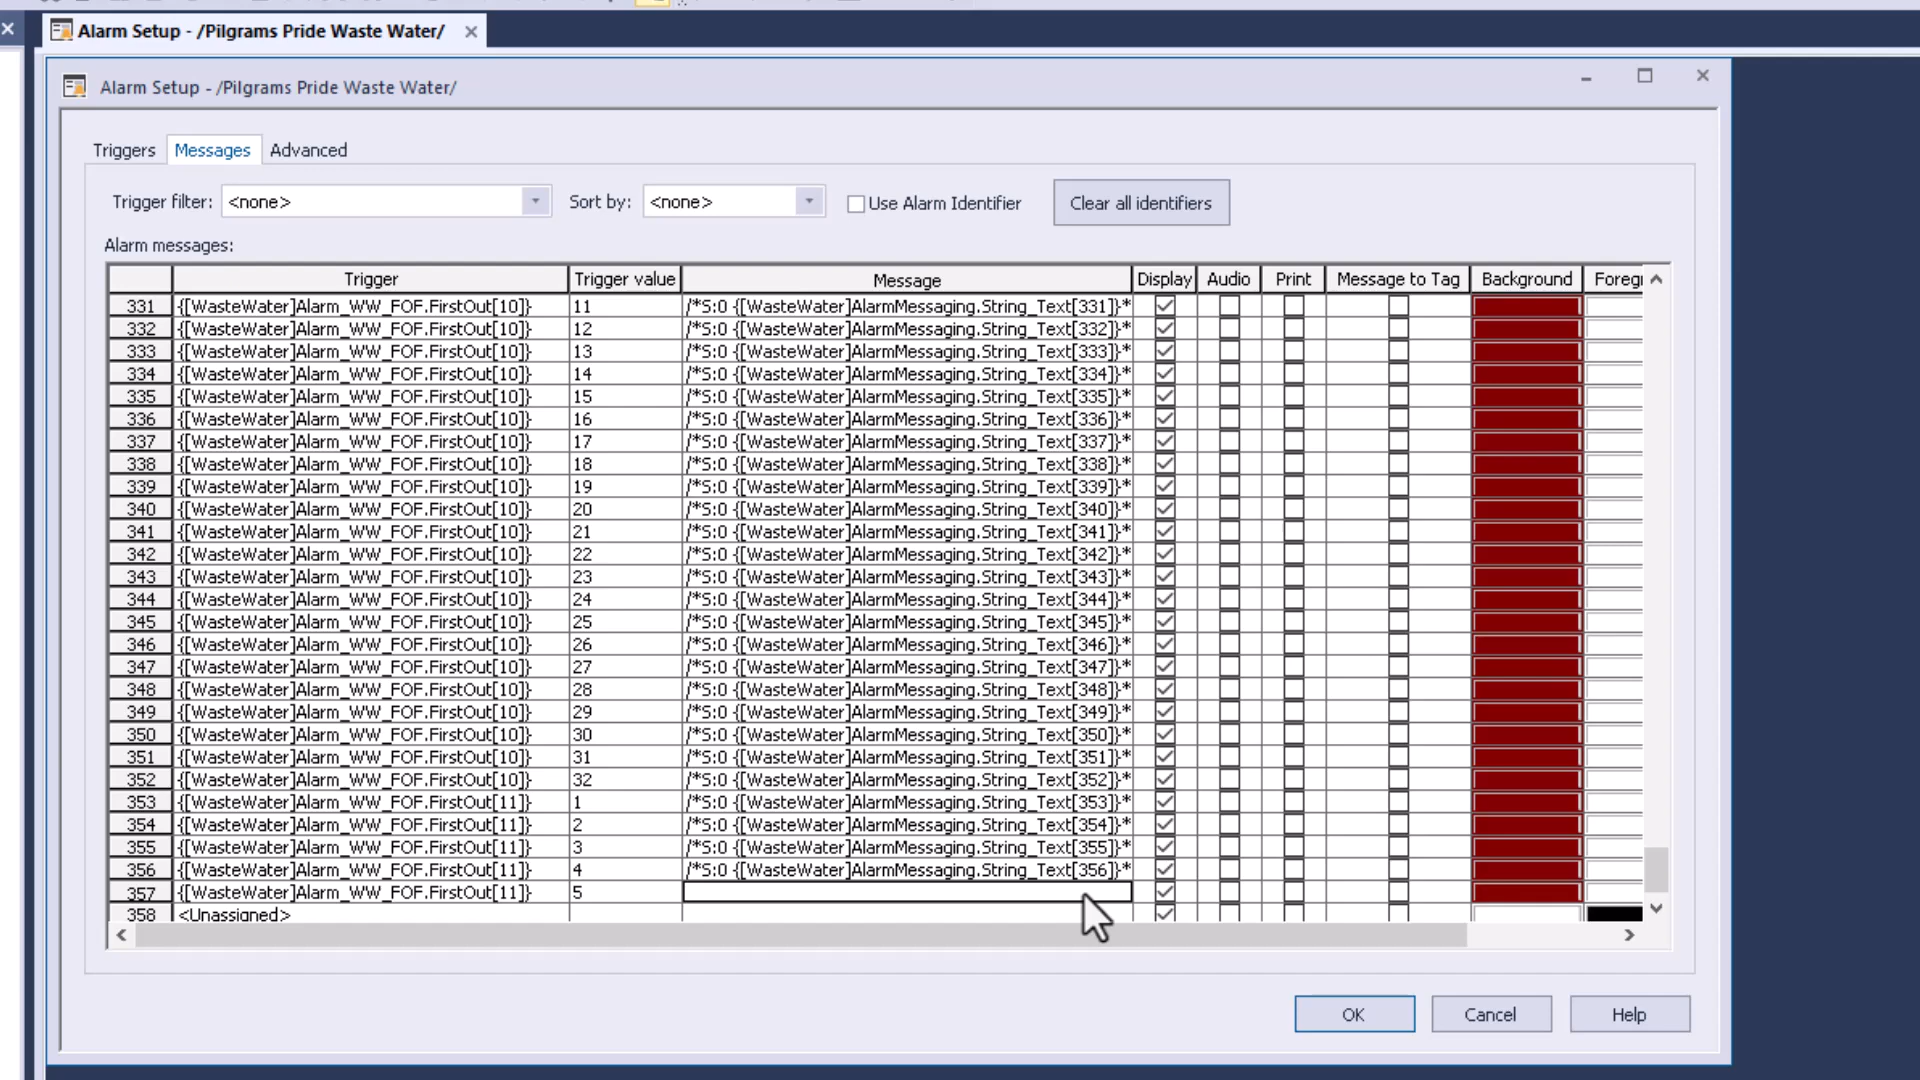 Alarm Setup - /Pilgrams Pride Waste Water/
Alarm Setup - /Pilgrams Pride Waste Water/
Triggers Messages Advanced
Trigger filter: <none> Sort by: <none> Use Alarm Identifier Clear all identifiers
Alarm messages:
Trigger Trigger value Message Display Audio Print Message to Tag Background Foregr
331 {[WasteWater]Alarm_WW_FOF.FirstOut[10]} 11 /*S:0 {[WasteWater]AlarmMessaging.String_Text[331]}*
332 {[WasteWater]Alarm_WW_FOF.FirstOut[10]} 12 /*S:0 {[WasteWater]AlarmMessaging.String_Text[332]}*
333 {[WasteWater]Alarm_WW_FOF.FirstOut[10]} 13 /*S:0 {[WasteWater]AlarmMessaging.String_Text[333]}*
334 {[WasteWater]Alarm_WW_FOF.FirstOut[10]} 14 /*S:0 {[WasteWater]AlarmMessaging.String_Text[334]}*
335 {[WasteWater]Alarm_WW_FOF.FirstOut[10]} 15 /*S:0 {[WasteWater]AlarmMessaging.String_Text[335]}*
336 {[WasteWater]Alarm_WW_FOF.FirstOut[10]} 16 /*S:0 {[WasteWater]AlarmMessaging.String_Text[336]}*
337 {[WasteWater]Alarm_WW_FOF.FirstOut[10]} 17 /*S:0 {[WasteWater]AlarmMessaging.String_Text[337]}*
338 {[WasteWater]Alarm_WW_FOF.FirstOut[10]} 18 /*S:0 {[WasteWater]AlarmMessaging.String_Text[338]}*
339 {[WasteWater]Alarm_WW_FOF.FirstOut[10]} 19 /*S:0 {[WasteWater]AlarmMessaging.String_Text[339]}*
340 {[WasteWater]Alarm_WW_FOF.FirstOut[10]} 20 /*S:0 {[WasteWater]AlarmMessaging.String_Text[340]}*
341 {[WasteWater]Alarm_WW_FOF.FirstOut[10]} 21 /*S:0 {[WasteWater]AlarmMessaging.String_Text[341]}*
342 {[WasteWater]Alarm_WW_FOF.FirstOut[10]} 22 /*S:0 {[WasteWater]AlarmMessaging.String_Text[342]}*
343 {[WasteWater]Alarm_WW_FOF.FirstOut[10]} 23 /*S:0 {[WasteWater]AlarmMessaging.String_Text[343]}*
344 {[WasteWater]Alarm_WW_FOF.FirstOut[10]} 24 /*S:0 {[WasteWater]AlarmMessaging.String_Text[344]}*
345 {[WasteWater]Alarm_WW_FOF.FirstOut[10]} 25 /*S:0 {[WasteWater]AlarmMessaging.String_Text[345]}*
346 {[WasteWater]Alarm_WW_FOF.FirstOut[10]} 26 /*S:0 {[WasteWater]AlarmMessaging.String_Text[346]}*
347 {[WasteWater]Alarm_WW_FOF.FirstOut[10]} 27 /*S:0 {[WasteWater]AlarmMessaging.String_Text[347]}*
348 {[WasteWater]Alarm_WW_FOF.FirstOut[10]} 28 /*S:0 {[WasteWater]AlarmMessaging.String_Text[348]}*
349 {[WasteWater]Alarm_WW_FOF.FirstOut[10]} 29 /*S:0 {[WasteWater]AlarmMessaging.String_Text[349]}*
350 {[WasteWater]Alarm_WW_FOF.FirstOut[10]} 30 /*S:0 {[WasteWater]AlarmMessaging.String_Text[350]}*
351 {[WasteWater]Alarm_WW_FOF.FirstOut[10]} 31 /*S:0 {[WasteWater]AlarmMessaging.String_Text[351]}*
352 {[WasteWater]Alarm_WW_FOF.FirstOut[10]} 32 /*S:0 {[WasteWater]AlarmMessaging.String_Text[352]}*
353 {[WasteWater]Alarm_WW_FOF.FirstOut[11]} 1 /*S:0 {[WasteWater]AlarmMessaging.String_Text[353]}*
354 {[WasteWater]Alarm_WW_FOF.FirstOut[11]} 2 /*S:0 {[WasteWater]AlarmMessaging.String_Text[354]}*
355 {[WasteWater]Alarm_WW_FOF.FirstOut[11]} 3 /*S:0 {[WasteWater]AlarmMessaging.String_Text[355]}*
356 {[WasteWater]Alarm_WW_FOF.FirstOut[11]} 4 /*S:0 {[WasteWater]AlarmMessaging.String_Text[356]}*
357 {[WasteWater]Alarm_WW_FOF.FirstOut[11]} 5
358 <Unassigned>
OK Cancel Help